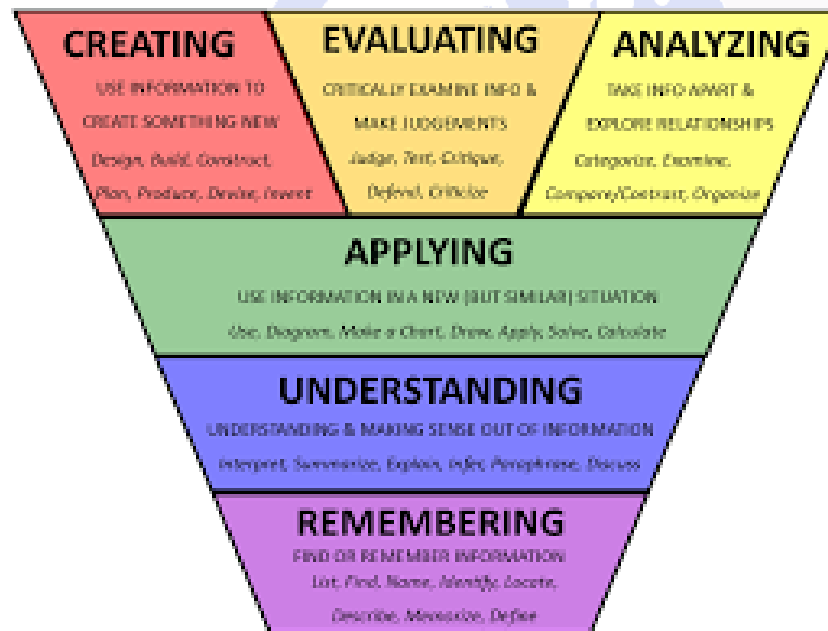 CREATING
USE INFORMATION TO
CREATE SOMETHING NEW
Design, Build, Construct,
Plan, Produce, Devise, Invent
EVALUATING
CRITICALLY EXAMINE INFO &
MAKE JUDGEMENTS
Judge, Test, Critique,
Defend, Criticize
ANALYZING
TAKE INFO APART &
EXPLORE RELATIONSHIPS
Categorize, Examine,
Compare/Contrast, Organize
APPLYING
USE INFORMATION IN A NEW (BUT SIMILAR) SITUATION
Use, Diagram, Make a Chart, Draw, Apply, Solve, Calculate
UNDERSTANDING
UNDERSTANDING & MAKING SENSE OUT OF INFORMATION
Interpret, Summarize, Explain, Infer, Paraphrase, Discuss
REMEMBERING
FIND OR REMEMBER INFORMATION
List, Find, Name, Identify, Locate,
Describe, Memorize, Define